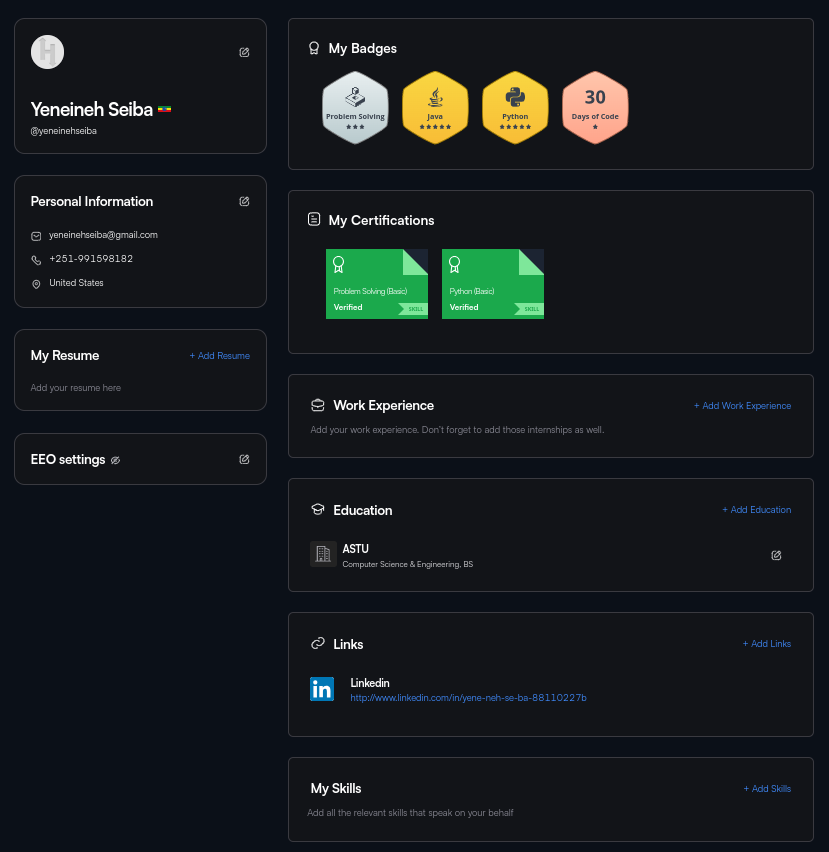 Yeneineh Seiba
@yeneinehseiba
Personal Information
yeneinehseiba@gmail.com
+251-991598182
United States
My Resume
+ Add Resume
Add your resume here
EEO settings
My Badges
Problem Solving
Java
Python
30
Days of Code
My Certifications
Problem Solving (Basic)
Verified
SKILL
Python (Basic)
Verified
SKILL
Work Experience
+ Add Work Experience
Add your work experience. Don't forget to add those internships as well.
Education
+ Add Education
ASTU
Computer Science & Engineering, BS
Links
+ Add Links
Linkedin
http://www.linkedin.com/in/yene-neh-se-ba-88110227b
My Skills
+ Add Skills
Add all the relevant skills that speak on your behalf